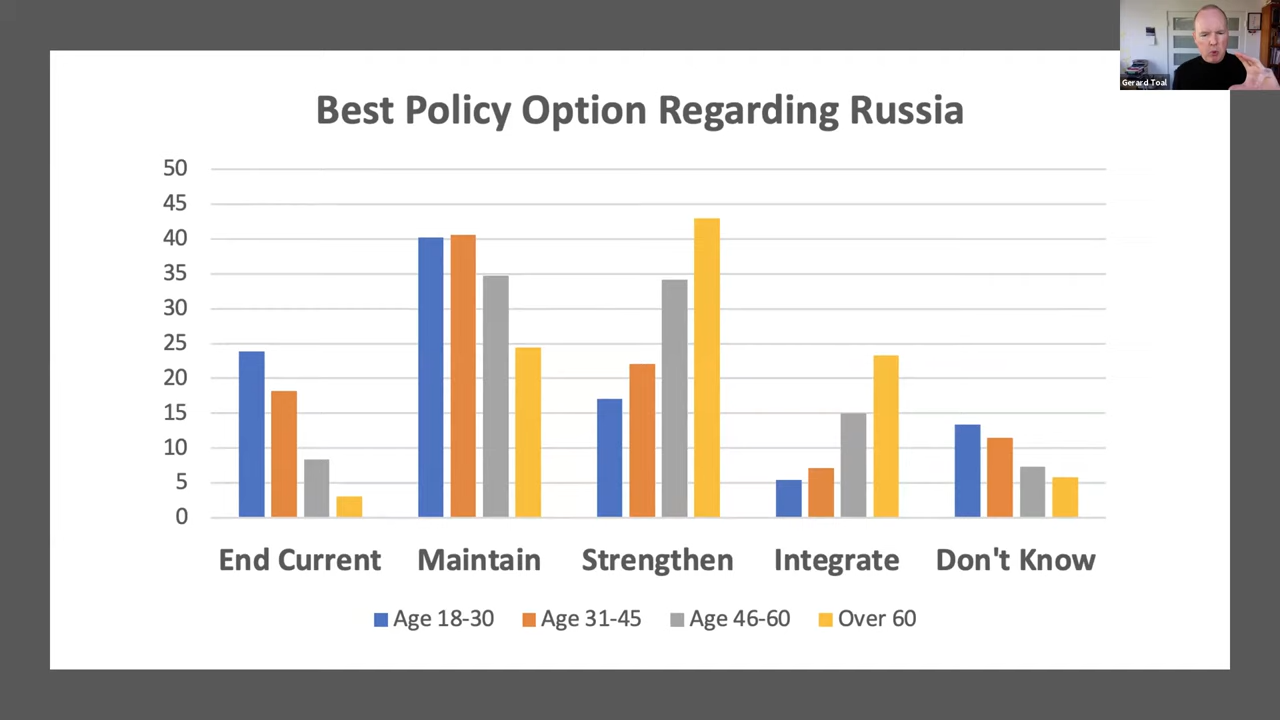 Gerard Toal
Best Policy Option Regarding Russia
50
45
40
35
30
25
20
15
10
5
0
End Current Maintain Strengthen Integrate Don't Know
Age 18-30 Age 31-45 Age 46-60 Over 60